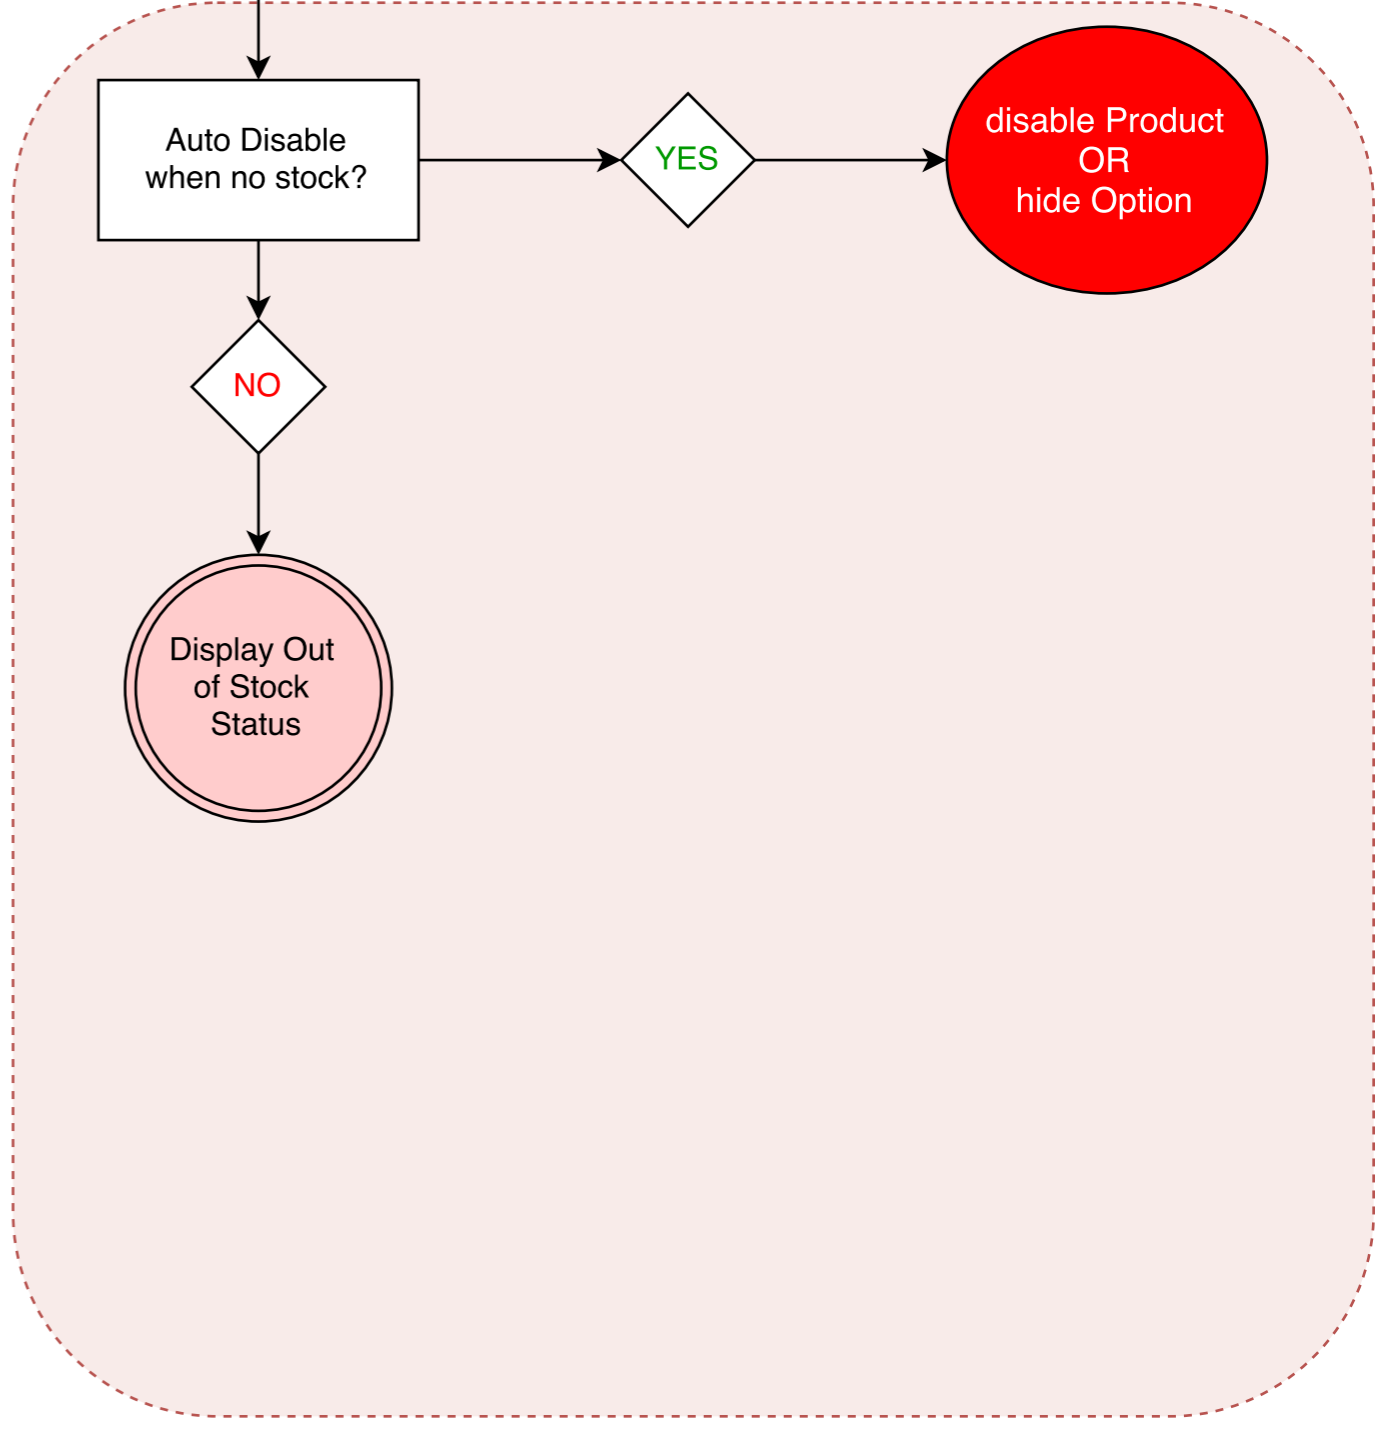 Auto Disable
when no stock?
YES
disable Product
OR
hide Option
NO
Display Out
of Stock
Status